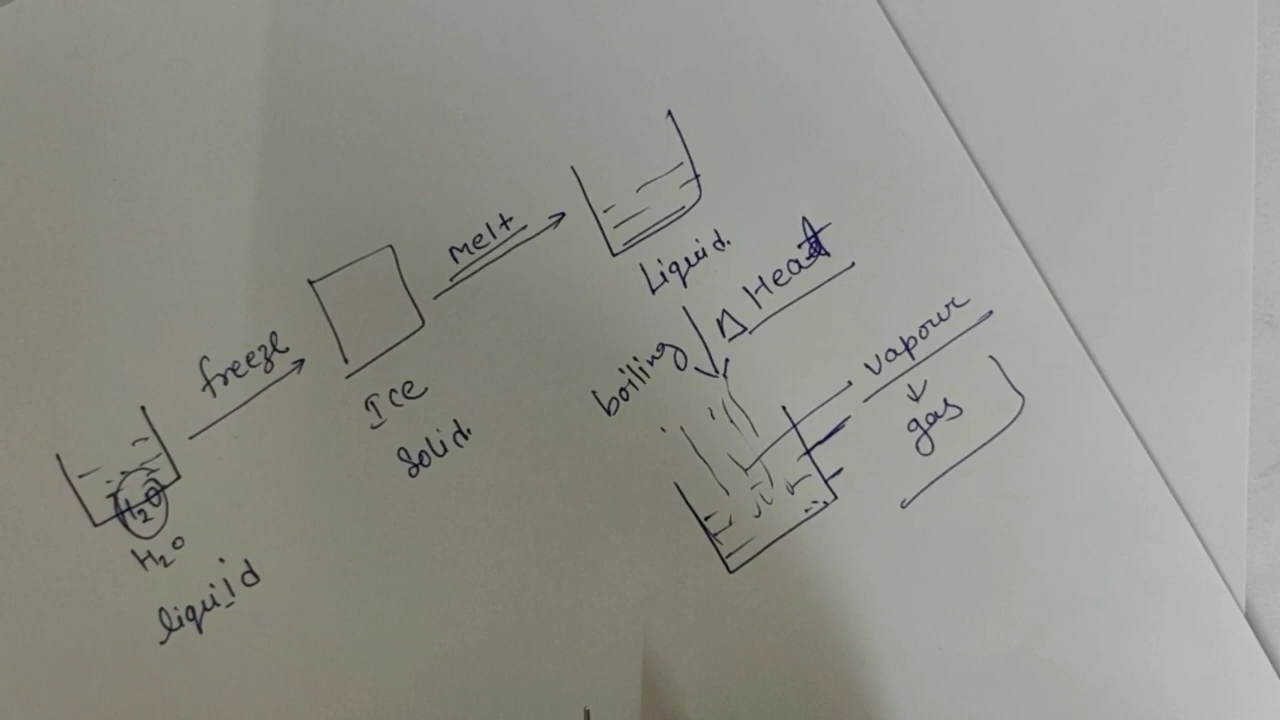 H₂O
H₂O
liquid
freeze
Ice
Solid.
Melt
Liquid.
boiling
Δ Heat
vapour
↓
gas